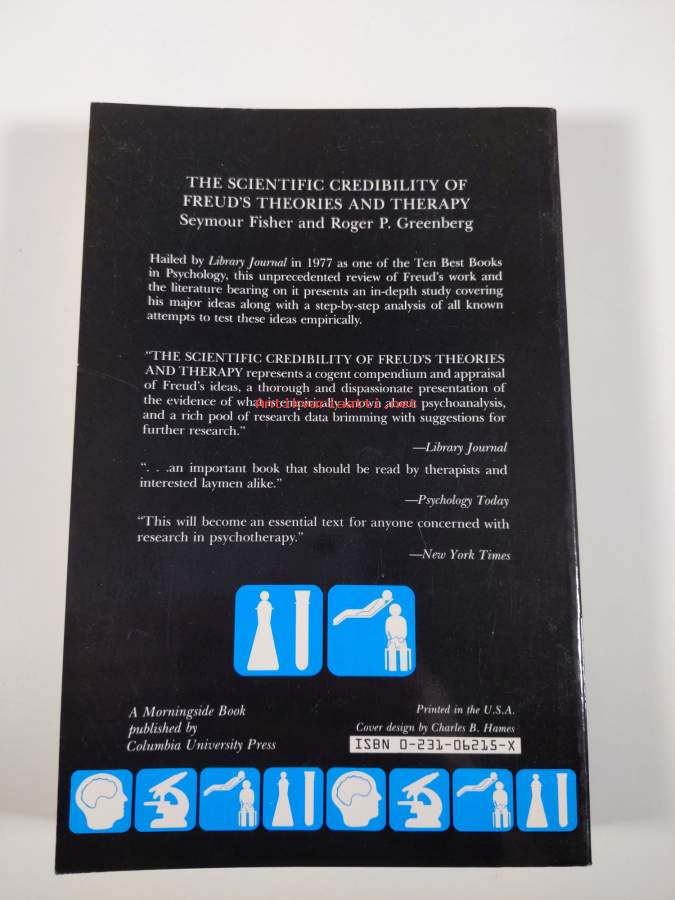 THE SCIENTIFIC CREDIBILITY OF
FREUD'S THEORIES AND THERAPY
Seymour Fisher and Roger P. Greenberg
Hailed by Library Journal in 1977 as one of the Ten Best Books
in Psychology, this unprecedented review of Freud's work and
the literature bearing on it presents an in-depth study covering
his major ideas along with a step-by-step analysis of all known
attempts to test these ideas empirically.
"THE SCIENTIFIC CREDIBILITY OF FREUD'S THEORIES
AND THERAPY represents a cogent compendium and appraisal
of Freud's ideas, a thorough and dispassionate presentation of
the evidence of what is empirically known about psychoanalysis,
and a rich pool of research data brimming with suggestions for
further research."
—Library Journal
". . .an important book that should be read by therapists and
interested laymen alike."
—Psychology Today
"This will become an essential text for anyone concerned with
research in psychotherapy."
—New York Times
A Morningside Book
published by
Columbia University Press
Printed in the U.S.A.
Cover design by Charles B. Hames
ISBN 0-231-06215-X